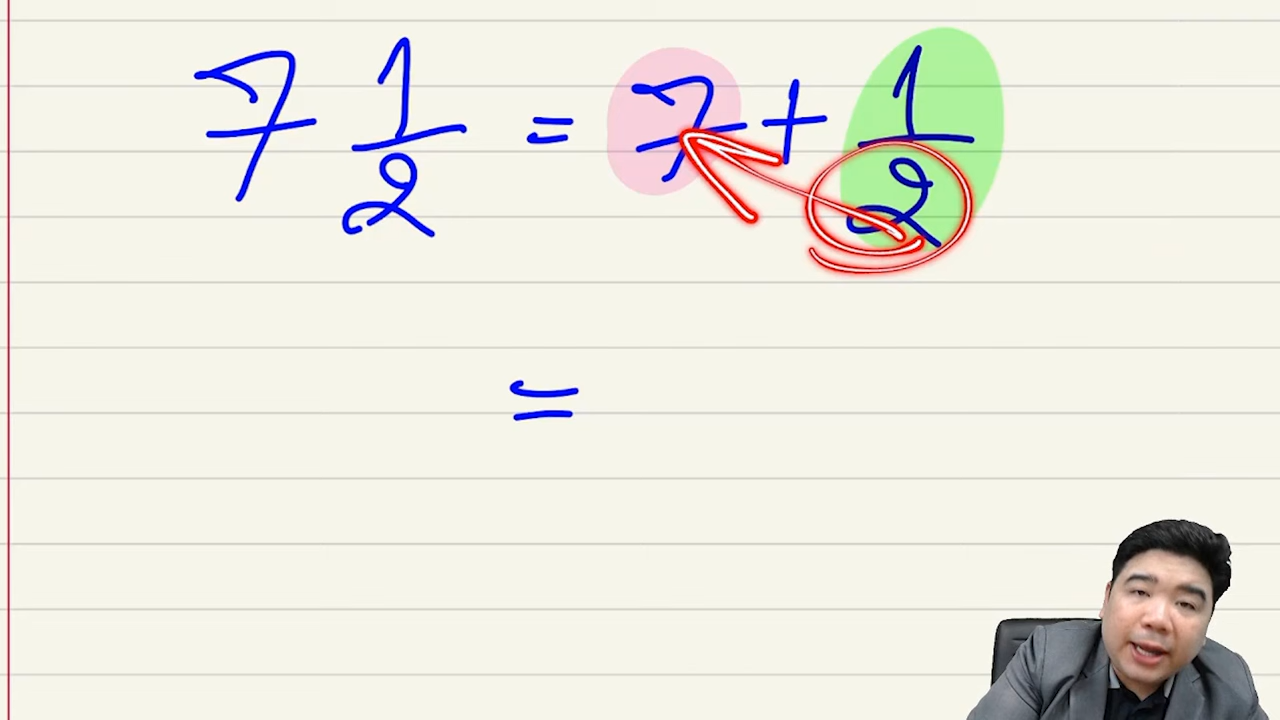 7 1/2 = 7 + 1/2
=